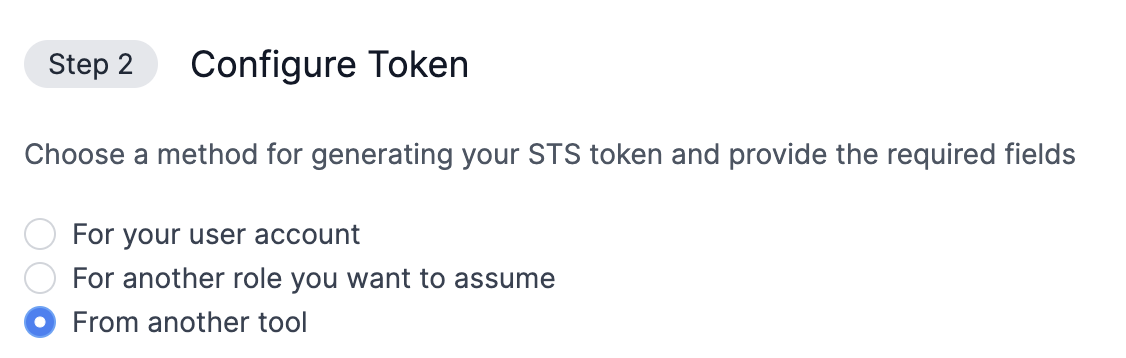 Step 2 Configure Token
Choose a method for generating your STS token and provide the required fields
For your user account
For another role you want to assume
From another tool